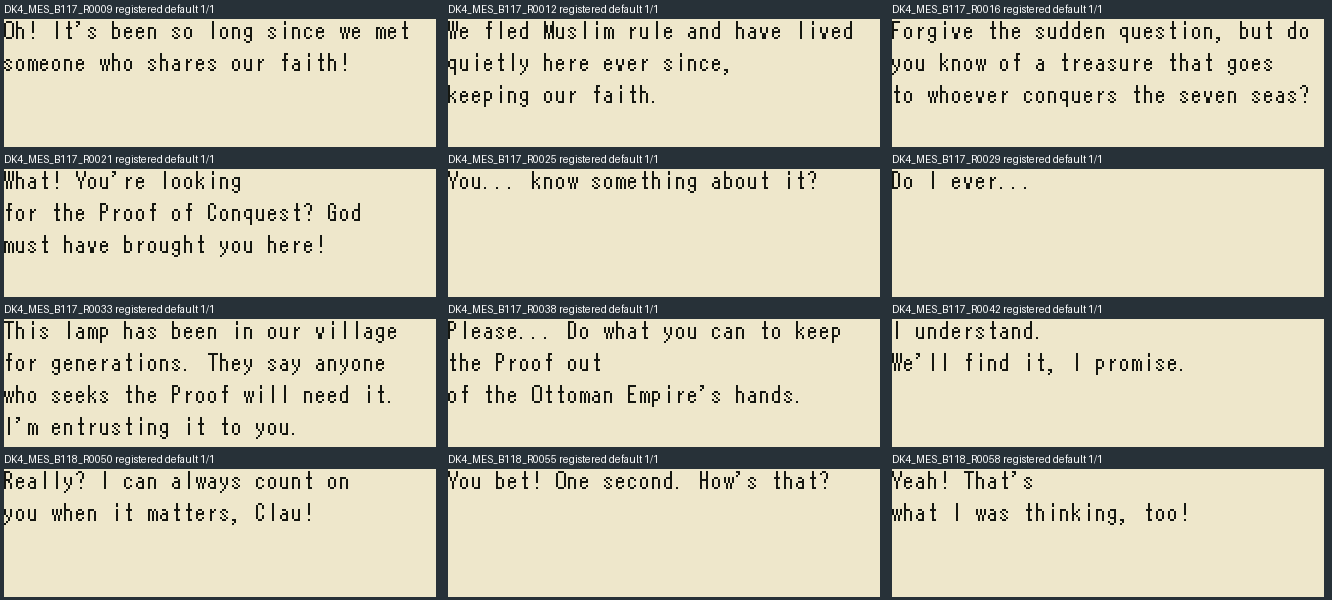 DK4_MES_B117_R0009 registered default 1/1
Oh! It's been so long since we met
someone who shares our faith!
DK4_MES_B117_R0012 registered default 1/1
We fled Muslim rule and have lived
quietly here ever since,
keeping our faith.
DK4_MES_B117_R0016 registered default 1/1
Forgive the sudden question, but do
you know of a treasure that goes
to whoever conquers the seven seas?
DK4_MES_B117_R0021 registered default 1/1
What! You're looking
for the Proof of Conquest? God
must have brought you here!
DK4_MES_B117_R0025 registered default 1/1
You... know something about it?
DK4_MES_B117_R0029 registered default 1/1
Do I ever...
DK4_MES_B117_R0033 registered default 1/1
This lamp has been in our village
for generations. They say anyone
who seeks the Proof will need it.
I'm entrusting it to you.
DK4_MES_B117_R0038 registered default 1/1
Please... Do what you can to keep
the Proof out
of the Ottoman Empire's hands.
DK4_MES_B117_R0042 registered default 1/1
I understand.
We'll find it, I promise.
DK4_MES_B118_R0050 registered default 1/1
Really? I can always count on
you when it matters, Clau!
DK4_MES_B118_R0055 registered default 1/1
You bet! One second. How's that?
DK4_MES_B118_R0058 registered default 1/1
Yeah! That's
what I was thinking, too!